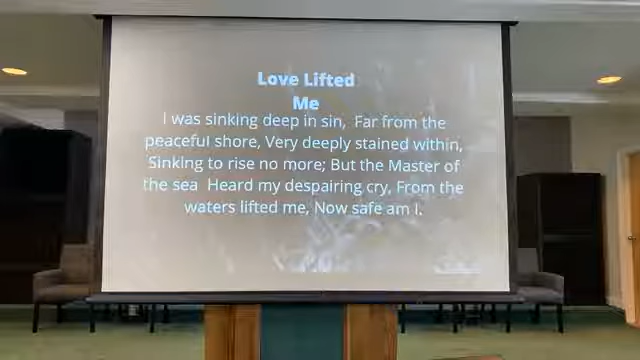 Love Lifted
Me
I was sinking deep in sin, Far from the
peaceful shore, Very deeply stained within,
Sinking to rise no more; But the Master of
the sea Heard my despairing cry, From the
waters lifted me, Now safe am I.